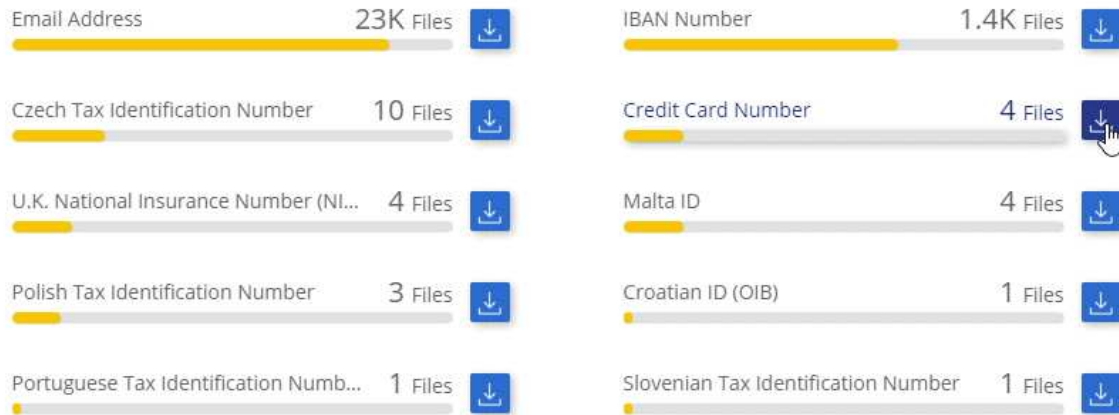 Email Address 23K Files
IBAN Number 1.4K Files
Czech Tax Identification Number 10 Files
Credit Card Number 4 Files
U.K. National Insurance Number (NI... 4 Files
Malta ID 4 Files
Polish Tax Identification Number 3 Files
Croatian ID (OIB) 1 Files
Portuguese Tax Identification Numb... 1 Files
Slovenian Tax Identification Number 1 Files